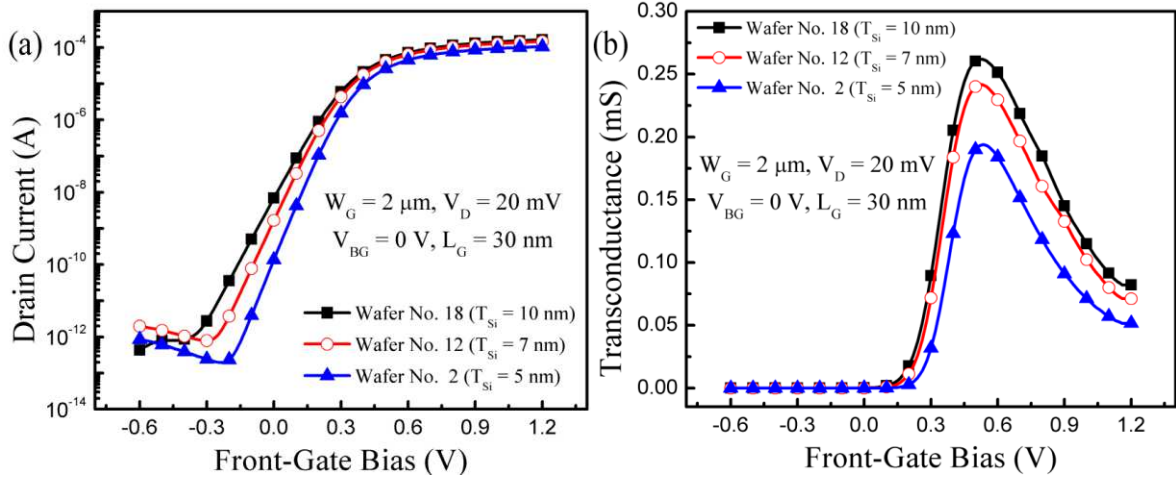 (a)
Drain Current (A)
10⁻⁴
10⁻⁶
10⁻⁸
10⁻¹⁰
10⁻¹²
10⁻¹⁴
W_G = 2 μm, V_D = 20 mV
V_BG = 0 V, L_G = 30 nm
Wafer No. 18 (T_Si = 10 nm)
Wafer No. 12 (T_Si = 7 nm)
Wafer No. 2 (T_Si = 5 nm)
-0.6 -0.3 0.0 0.3 0.6 0.9 1.2
Front-Gate Bias (V)
(b)
Transconductance (mS)
0.30
0.25
0.20
0.15
0.10
0.05
0.00
Wafer No. 18 (T_Si = 10 nm)
Wafer No. 12 (T_Si = 7 nm)
Wafer No. 2 (T_Si = 5 nm)
W_G = 2 μm, V_D = 20 mV
V_BG = 0 V, L_G = 30 nm
-0.6 -0.3 0.0 0.3 0.6 0.9 1.2
Front-Gate Bias (V)